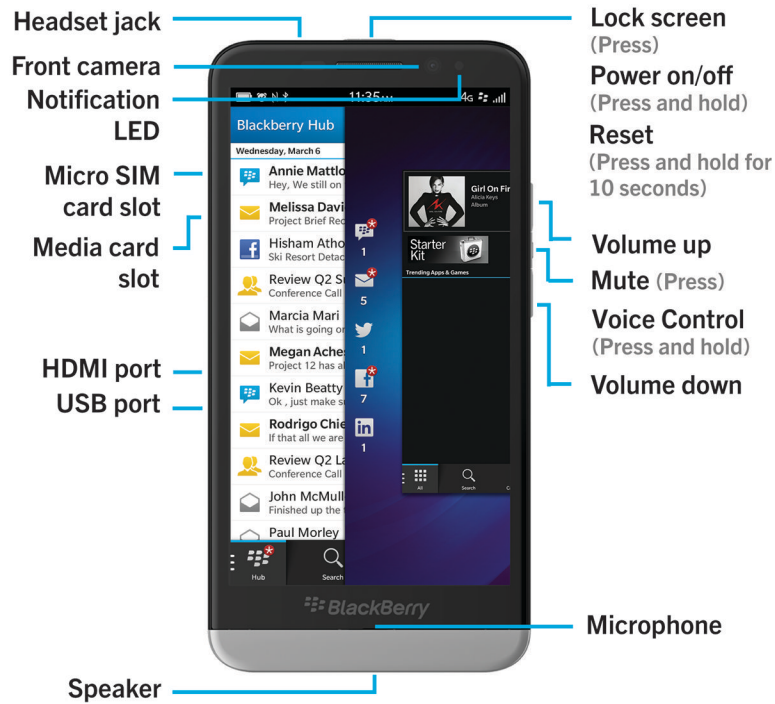 Headset jack
Front camera
Notification
LED
Micro SIM
card slot
Media card
slot
HDMI port
USB port
Speaker
11:35 AM
4G
Blackberry Hub
Wednesday, March 6
Annie Mattlo
Hey, We still on
Melissa Davi
Project Brief Rec
Hisham Atho
Ski Resort Detac
Review Q2 Su
Conference Call
Marcia Mari
What is going or
Megan Aches
Project 12 has a
Kevin Beatty
Ok , just make su
Rodrigo Chie
If that all we are
Review Q2 La
Conference Call
John McMull
Finished up the
Paul Morley
Hub
Search
1
5
1
f
7
in
1
Girl On Fir
Alicia Keys
Album
Starter
Kit
Trending Apps & Games
All
Search
BlackBerry
Lock screen
(Press)
Power on/off
(Press and hold)
Reset
(Press and hold for
10 seconds)
Volume up
Mute (Press)
Voice Control
(Press and hold)
Volume down
Microphone